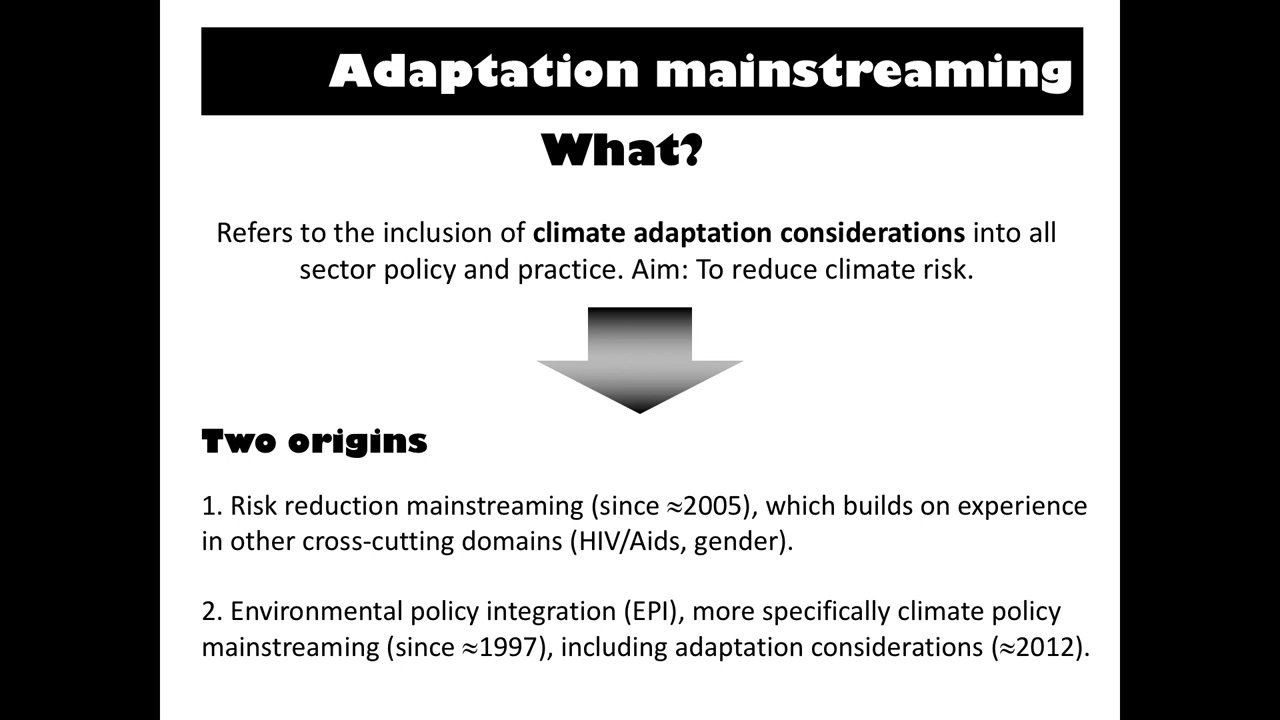 Adaptation mainstreaming
What?
Refers to the inclusion of climate adaptation considerations into all
sector policy and practice. Aim: To reduce climate risk.
Two origins
1. Risk reduction mainstreaming (since ≈2005), which builds on experience
in other cross-cutting domains (HIV/Aids, gender).
2. Environmental policy integration (EPI), more specifically climate policy
mainstreaming (since ≈1997), including adaptation considerations (≈2012).